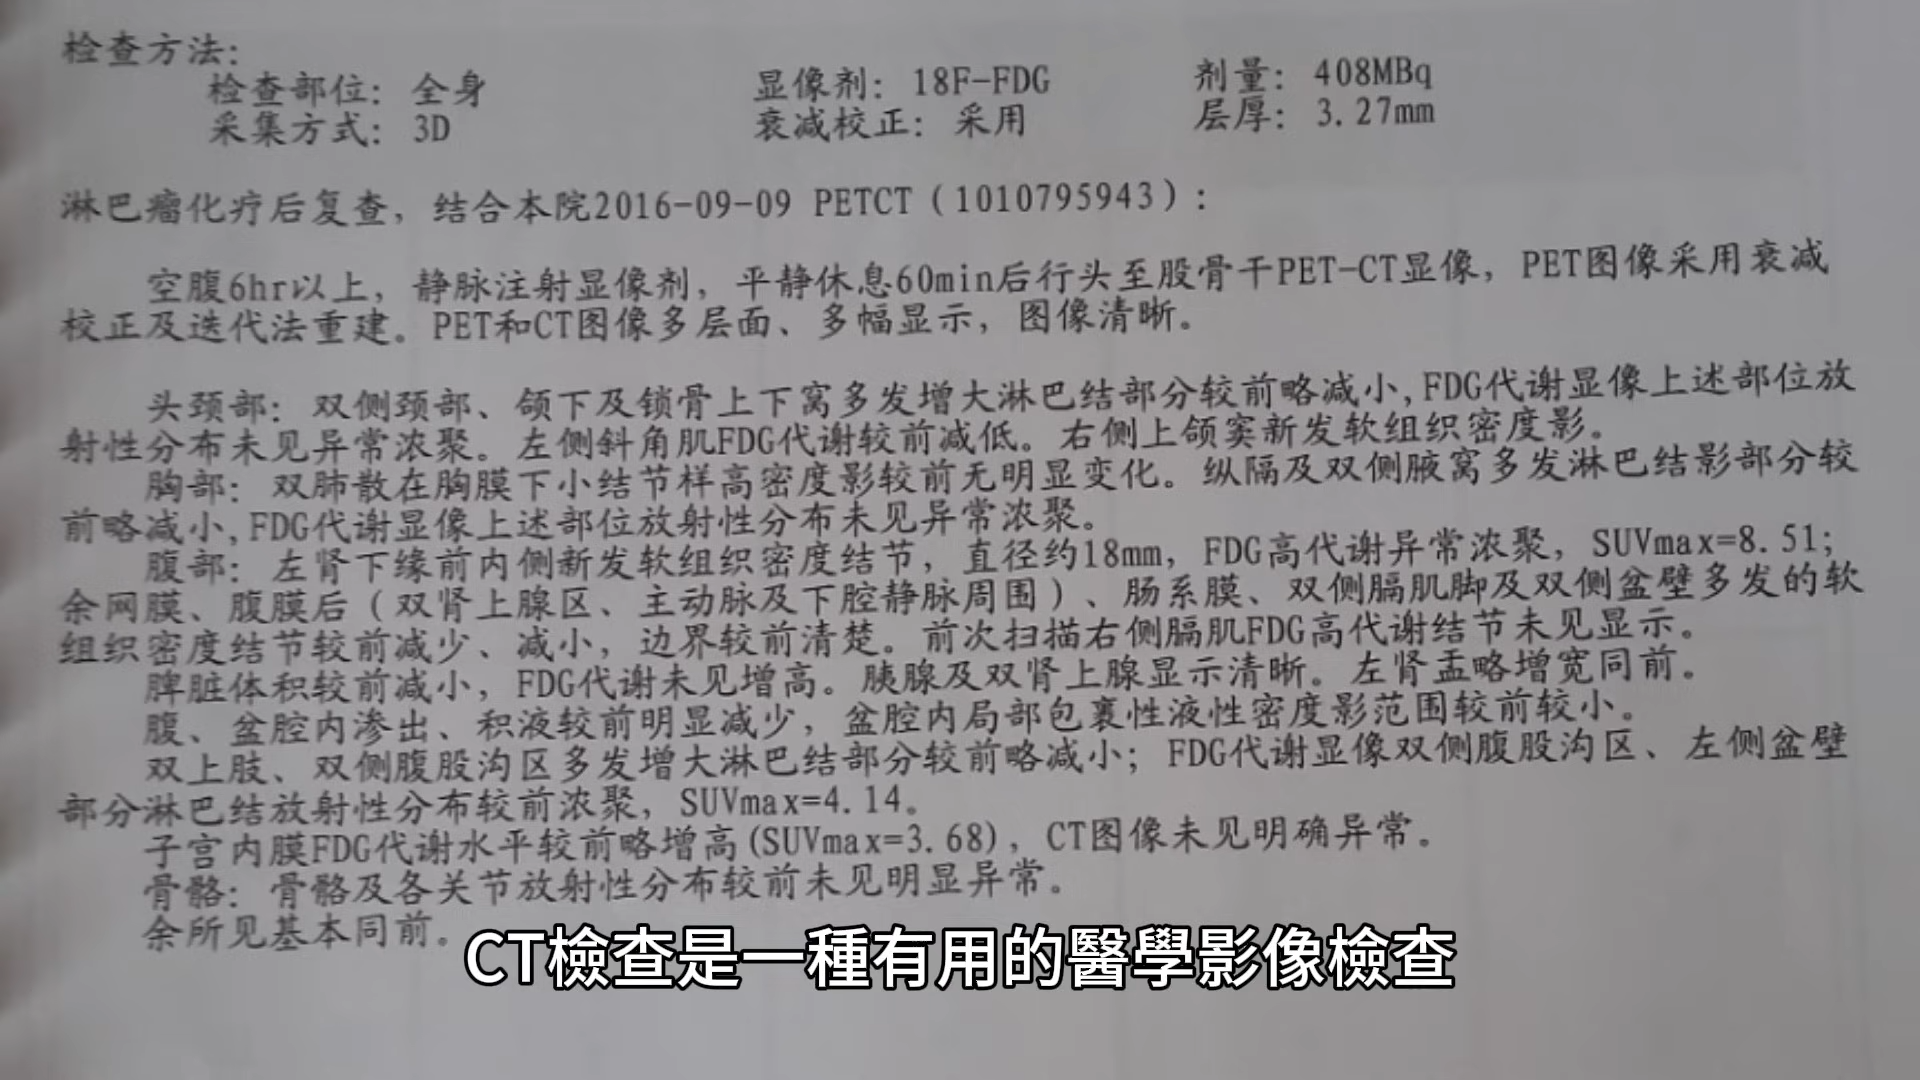 检查方法：
检查部位： 全身 显像剂： 18F-FDG 剂量： 408MBq
采集方式： 3D 衰减校正： 采用 层厚： 3.27mm
淋巴瘤化疗后复查，结合本院2016-09-09 PETCT（1010795943）：
空腹6hr以上，静脉注射显像剂，平静休息60min后行头至股骨干PET-CT显像，PET图像采用衰减
校正及迭代法重建。PET和CT图像多层面、多幅显示，图像清晰。
头颈部：双侧颈部、颌下及锁骨上下窝多发增大淋巴结部分较前略减小,FDG代谢显像上述部位放
射性分布未见异常浓聚。左侧斜角肌FDG代谢较前减低。右侧上颌窦新发软组织密度影。
胸部：双肺散在胸膜下小结节样高密度影较前无明显变化。纵隔及双侧腋窝多发淋巴结影部分较
前略减小,FDG代谢显像上述部位放射性分布未见异常浓聚。
腹部：左肾下缘前内侧新发软组织密度结节，直径约18mm，FDG高代谢异常浓聚，SUVmax=8.51；
余网膜、腹膜后（双肾上腺区、主动脉及下腔静脉周围）、肠系膜、双侧膈肌脚及双侧盆壁多发的软
组织密度结节较前减少、减小，边界较前清楚。前次扫描右侧膈肌FDG高代谢结节未见显示。
脾脏体积较前减小，FDG代谢未见增高。胰腺及双肾上腺显示清晰。左肾盂略增宽同前。
腹、盆腔内渗出、积液较前明显减少，盆腔内局部包裹性液性密度影范围较前较小。
双上肢、双侧腹股沟区多发增大淋巴结部分较前略减小；FDG代谢显像双侧腹股沟区、左侧盆壁
部分淋巴结放射性分布较前浓聚，SUVmax=4.14。
子宫内膜FDG代谢水平较前略增高(SUVmax=3.68)，CT图像未见明确异常。
骨骼：骨骼及各关节放射性分布较前未见明显异常。
余所见基本同前。
CT檢查是一種有用的醫學影像檢查